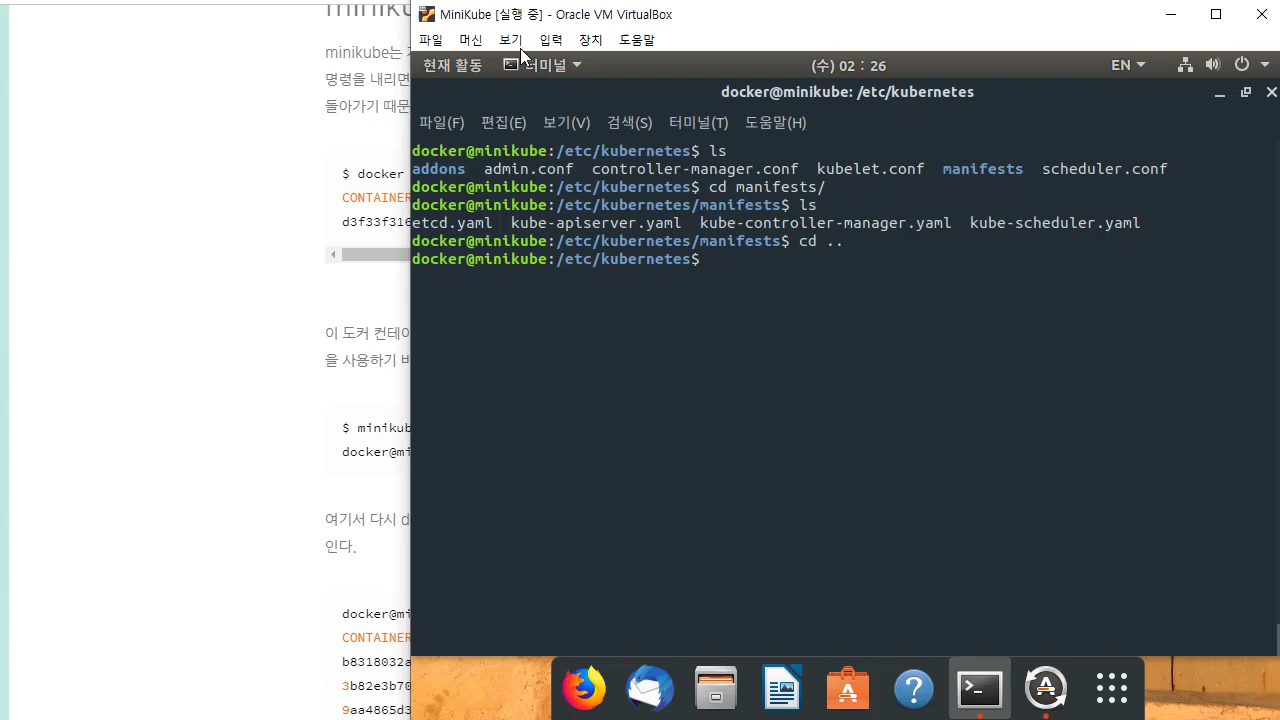 minikube
minikube는
명령을 내리면
돌아가기 때문
$ docker
CONTAINER
d3f33f316
이 도커 컨테이
을 사용하기
$ minikub
docker@mi
여기서 다시 d
인다.
docker@mi
CONTAINER
b8318032a
3b82e3b70
9aa4865d3
MiniKube [실행 중] - Oracle VM VirtualBox
파일 머신 보기 입력 장치 도움말
현재 활동 터미널 (수) 02 : 26 EN
docker@minikube: /etc/kubernetes
파일(F) 편집(E) 보기(V) 검색(S) 터미널(T) 도움말(H)
docker@minikube:/etc/kubernetes$ ls
addons admin.conf controller-manager.conf kubelet.conf manifests scheduler.conf
docker@minikube:/etc/kubernetes$ cd manifests/
docker@minikube:/etc/kubernetes/manifests$ ls
etcd.yaml kube-apiserver.yaml kube-controller-manager.yaml kube-scheduler.yaml
docker@minikube:/etc/kubernetes/manifests$ cd ..
docker@minikube:/etc/kubernetes$